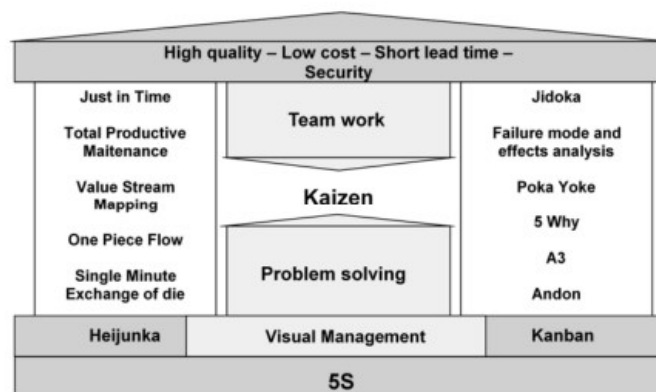 High quality – Low cost – Short lead time –
Security
Just in Time
Total Productive
Maitenance
Value Stream
Mapping
One Piece Flow
Single Minute
Exchange of die
Team work
Kaizen
Problem solving
Jidoka
Failure mode and
effects analysis
Poka Yoke
5 Why
A3
Andon
Heijunka
Visual Management
Kanban
5S